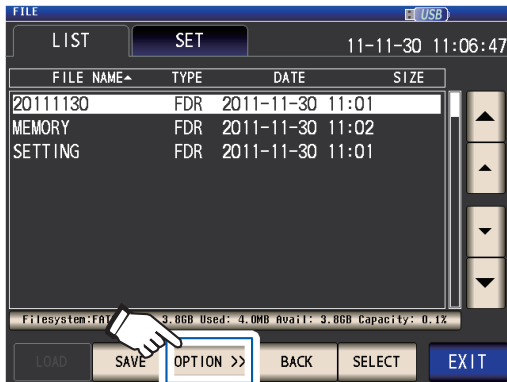 FILE USB
LIST SET 11-11-30 11:06:47
FILE NAME TYPE DATE SIZE
20111130 FDR 2011-11-30 11:01
MEMORY FDR 2011-11-30 11:02
SETTING FDR 2011-11-30 11:01
Filesystem:FAT 3.8GB Used: 4.0MB Avail: 3.8GB Capacity: 0.1%
LOAD SAVE OPTION >> BACK SELECT EXIT